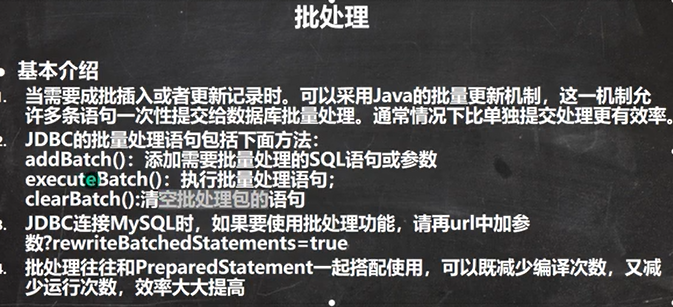 批处理
• 基本介绍
1. 当需要成批插入或者更新记录时。可以采用Java的批量更新机制，这一机制允
许多条语句一次性提交给数据库批量处理。通常情况下比单独提交处理更有效率。
2. JDBC的批量处理语句包括下面方法：
addBatch()：添加需要批量处理的SQL语句或参数
executeBatch()：执行批量处理语句；
clearBatch():清空批处理包的语句
3. JDBC连接MySQL时，如果要使用批处理功能，请再url中加参
数?rewriteBatchedStatements=true
4. 批处理往往和PreparedStatement一起搭配使用，可以既减少编译次数，又减
少运行次数，效率大大提高